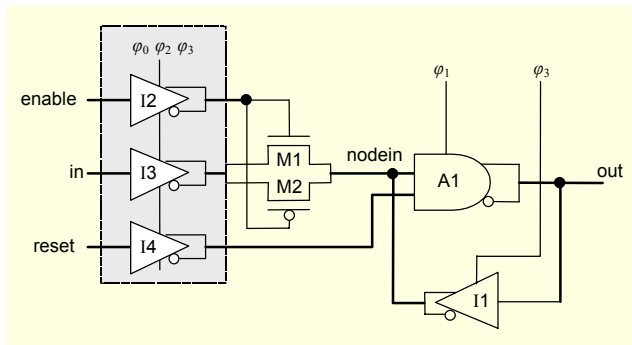 φ0 φ2 φ3
φ1
φ3
enable
I2
M1
nodein
in
I3
M2
A1
out
reset
I4
I1